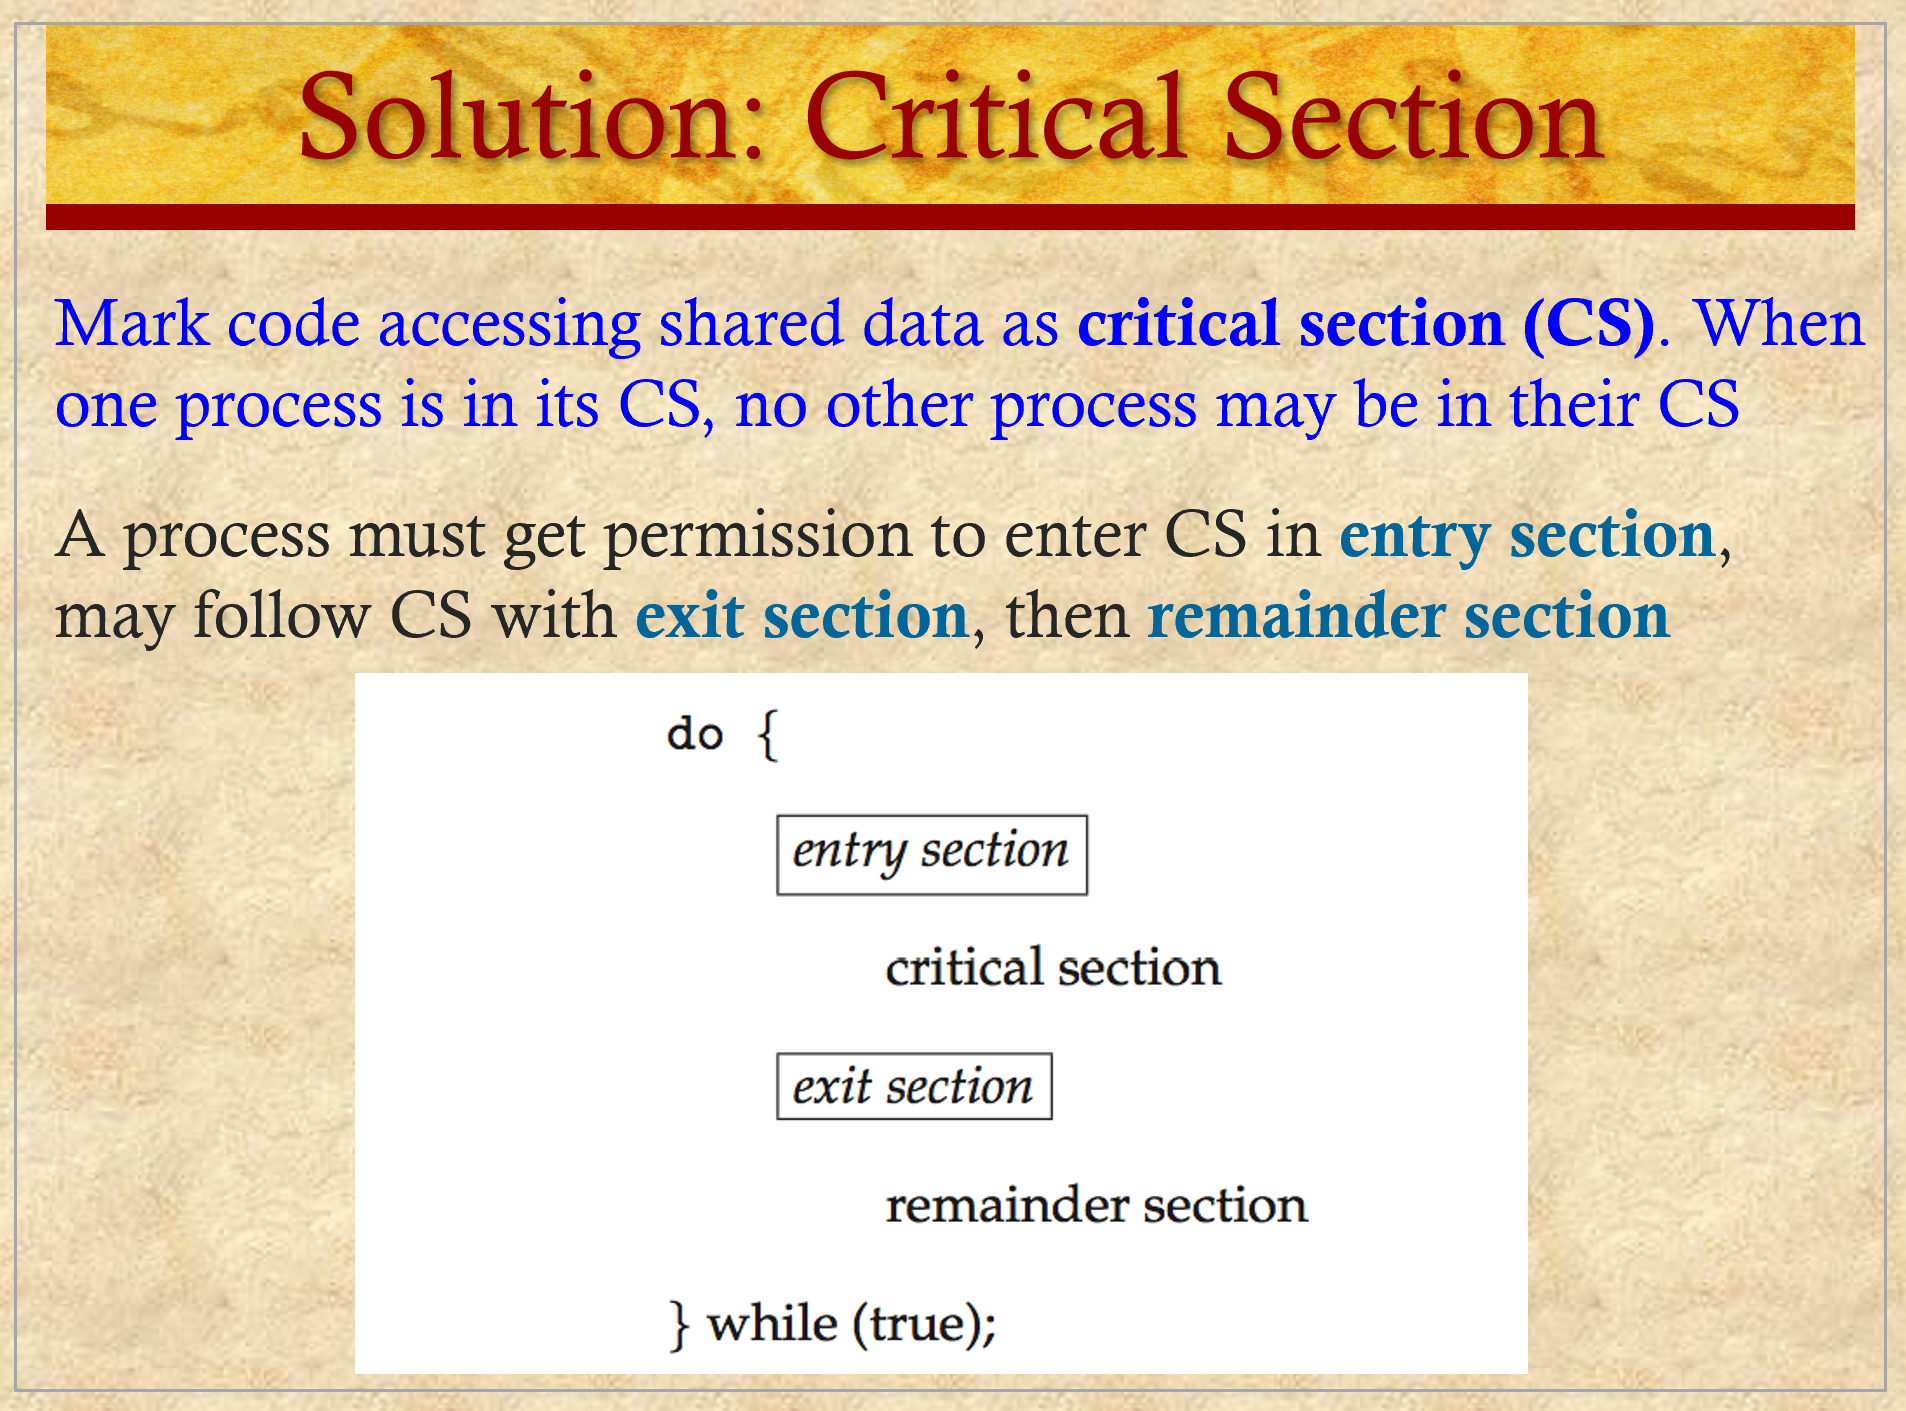 Solution: Critical Section
Mark code accessing shared data as critical section (CS). When
one process is in its CS, no other process may be in their CS
A process must get permission to enter CS in entry section,
may follow CS with exit section, then remainder section
do {
entry section
critical section
exit section
remainder section
} while (true);